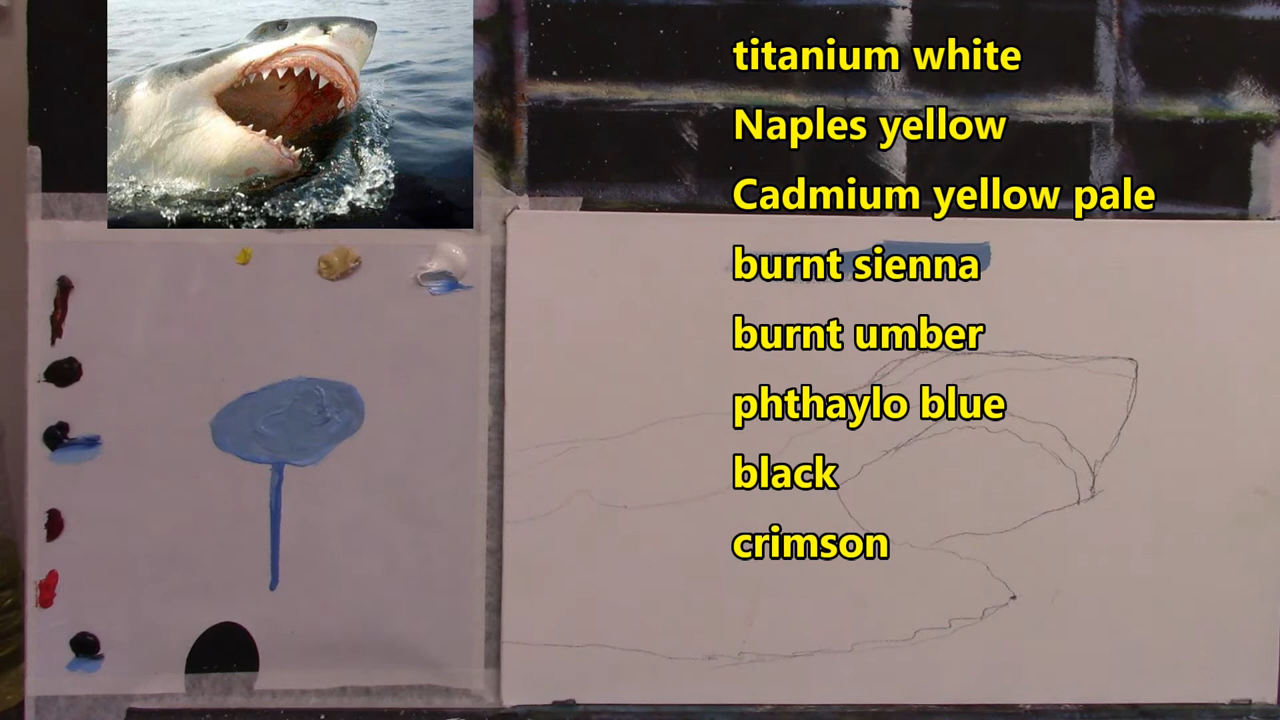 titanium white
Naples yellow
Cadmium yellow pale
burnt sienna
burnt umber
phthaylo blue
black
crimson